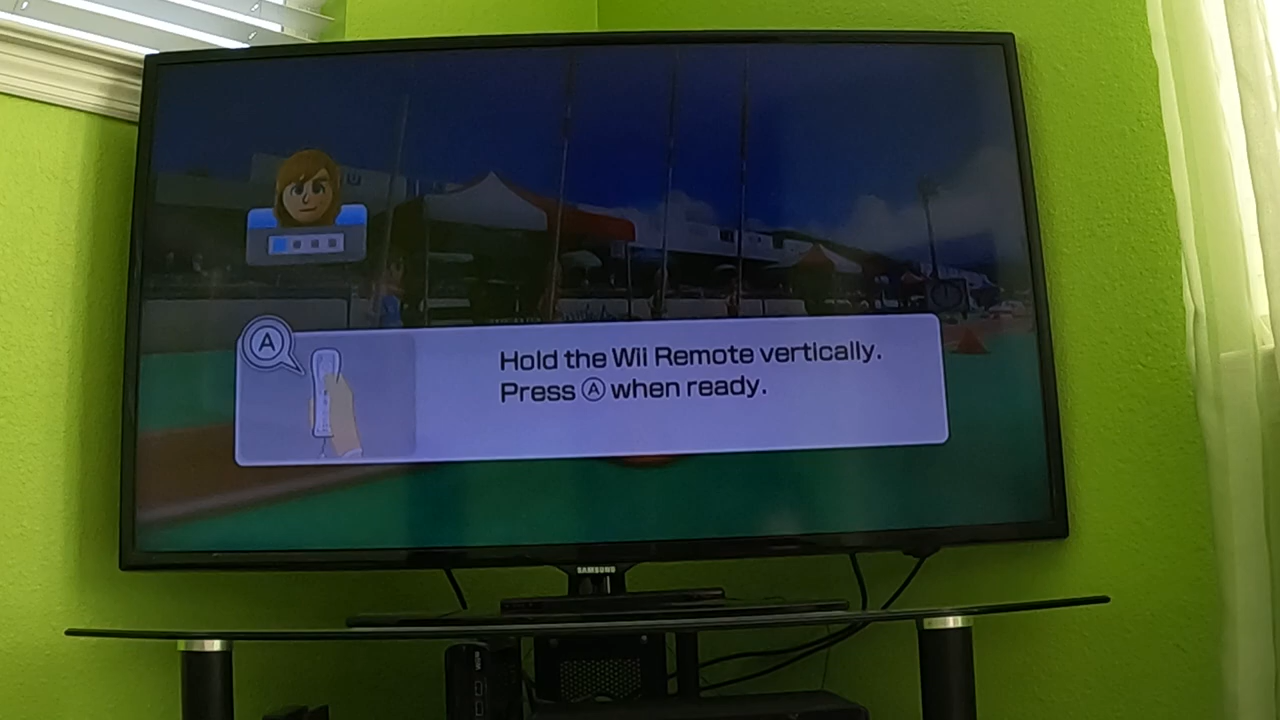 A
Hold the Wii Remote vertically.
Press A when ready.
SAMSUNG